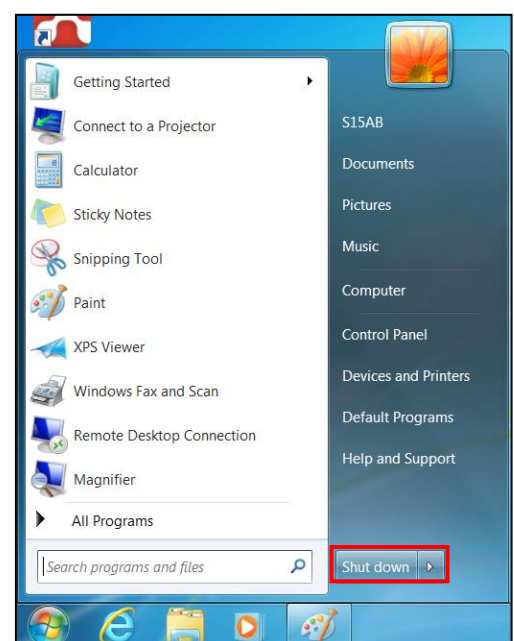 Getting Started
Connect to a Projector
Calculator
Sticky Notes
Snipping Tool
Paint
XPS Viewer
Windows Fax and Scan
Remote Desktop Connection
Magnifier
All Programs
Search programs and files
S15AB
Documents
Pictures
Music
Computer
Control Panel
Devices and Printers
Default Programs
Help and Support
Shut down